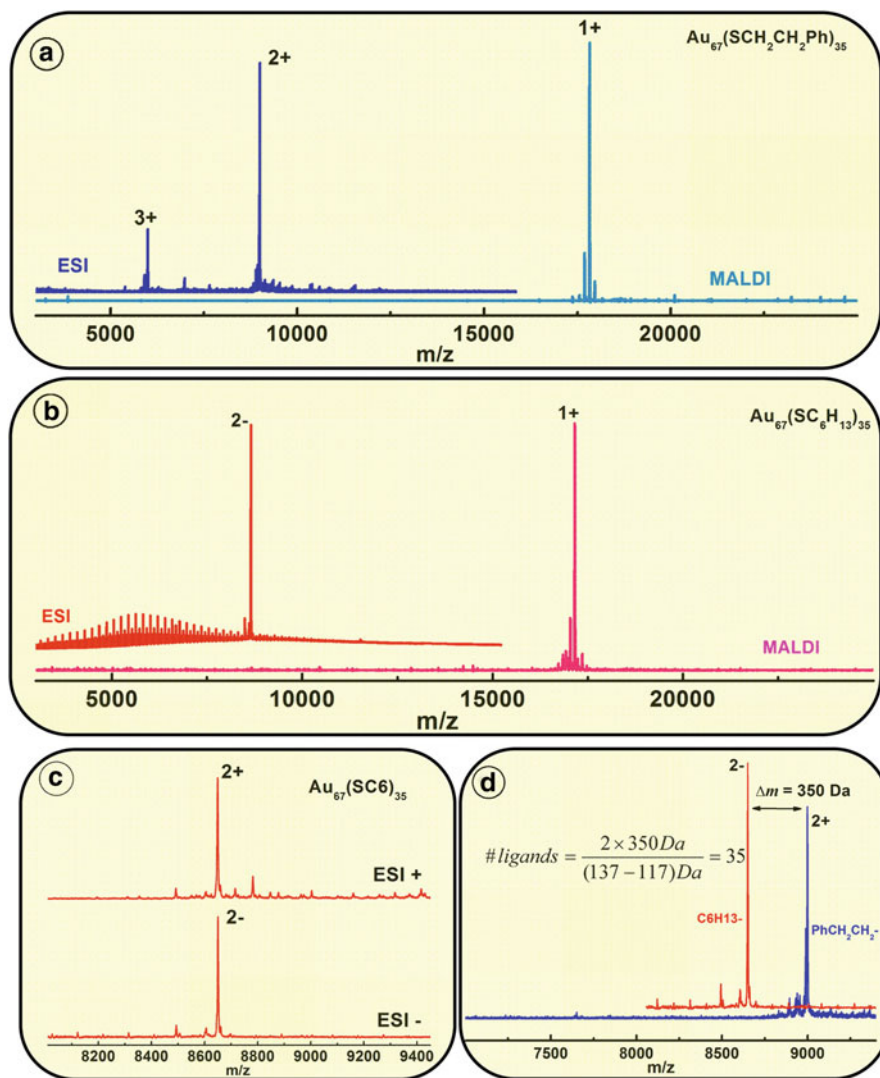 a
1+
Au₆₇(SCH₂CH₂Ph)₃₅
2+
3+
ESI
MALDI
5000 10000 15000 20000
m/z
b
2-
1+
Au₆₇(SC₆H₁₃)₃₅
ESI
MALDI
5000 10000 15000 20000
m/z
c
2+
Au₆₇(SC6)₃₅
ESI +
2-
ESI -
8200 8400 8600 8800 9000 9200 9400
m/z
d
2-
Δm = 350 Da
2+
#ligands = 2×350Da / (137−117)Da = 35
C6H13-
PhCH₂CH₂-
7500 8000 8500 9000
m/z